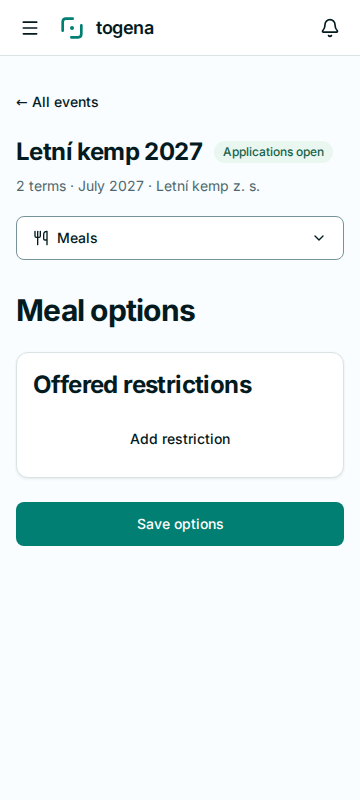 togena
← All events
Letní kemp 2027 Applications open
2 terms · July 2027 · Letní kemp z. s.
Meals
Meal options
Offered restrictions
Add restriction
Save options